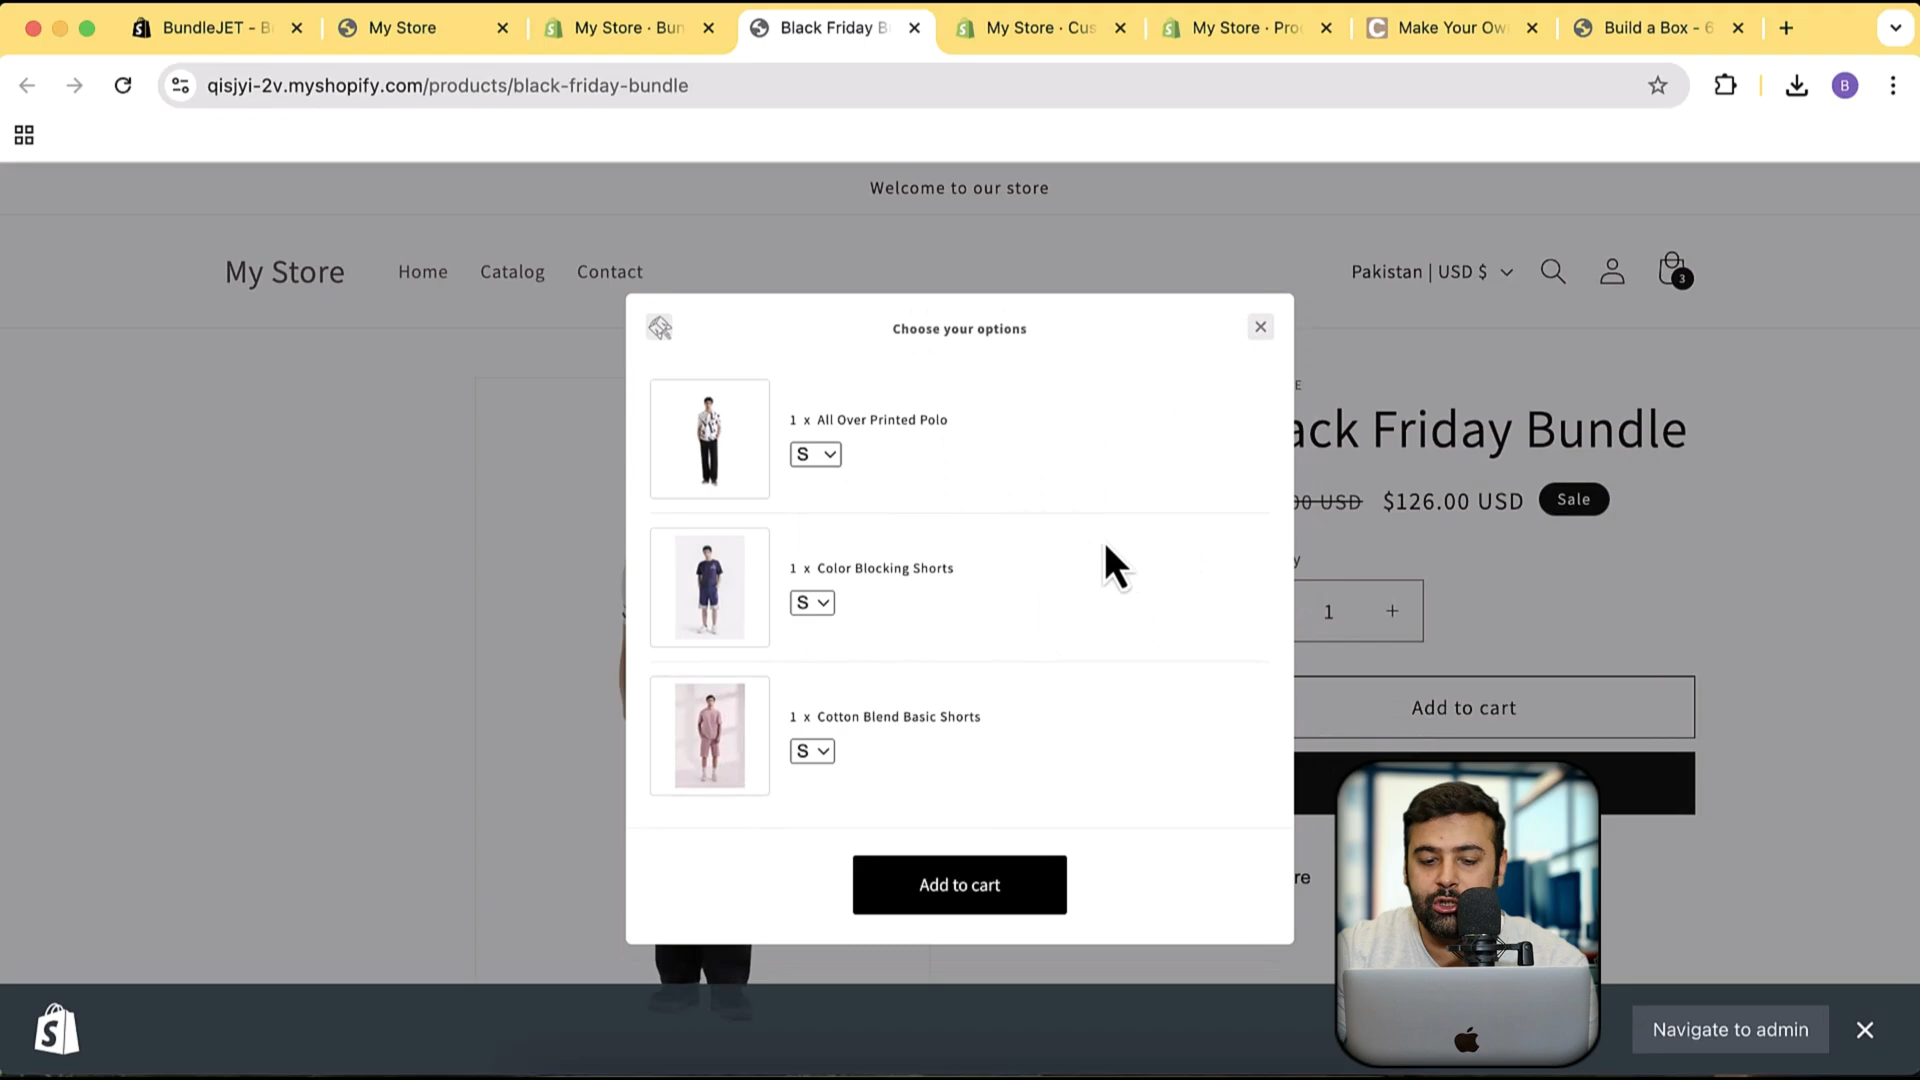 BundleJET - B
My Store
My Store · Bun
Black Friday B
My Store · Cus
My Store · Pro
Make Your Ow
Build a Box - 6
qisjyi-2v.myshopify.com/products/black-friday-bundle
B
Welcome to our store
My Store
Home
Catalog
Contact
Pakistan | USD $
3
Choose your options
1 x All Over Printed Polo
S
1 x Color Blocking Shorts
S
1 x Cotton Blend Basic Shorts
S
Add to cart
E
ack Friday Bundle
00 USD
$126.00 USD
Sale
y
1
+
Add to cart
re
Navigate to admin